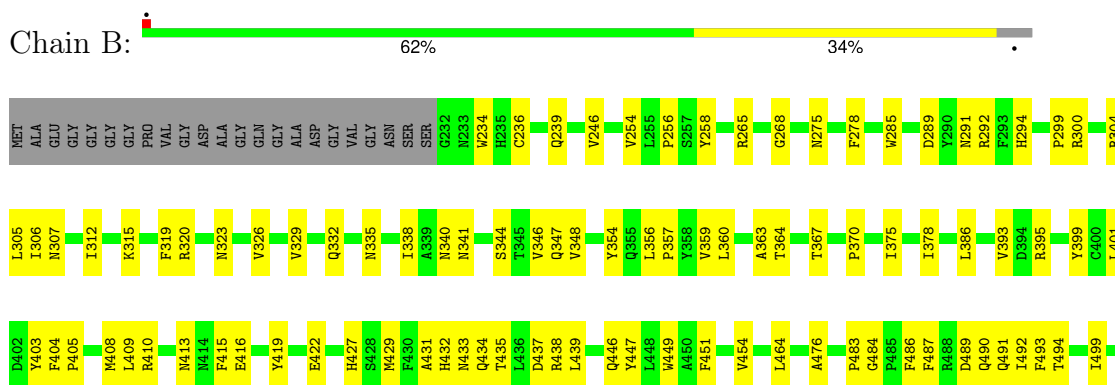 Chain B:
62% 34%
MET ALA GLU GLY GLY GLY GLY GLY PRO VAL GLY ASP ALA GLY GLN GLY ALA ASP GLY VAL GLY ASN SER SER G232 N233 W234 H235 C236 Q239 V246 V254 L255 P256 S257 Y258 R265 G268 N275 F278 W285 D289 Y290 N291 R292 F293 H294 P299 R300
L305 I306 N307 I312 K315 F319 R320 N323 V326 V329 Q332 N335 I338 A339 N340 N341 S344 T345 V346 Q347 V348 Y354 Q355 L356 P357 Y358 V359 L360 A363 T364 T367 P370 I375 I378 L386 V393 D394 R395 Y399 C400 L401
D402 Y403 F404 P405 M408 L409 R410 N413 N414 F415 E416 Y419 E422 H427 S428 M429 F430 A431 H432 N433 Q434 T435 L436 D437 R438 L439 Q446 Y447 L448 W449 A450 F451 V454 L464 A476 P483 G484 P485 F486 F487 R488 D489 Q490 Q491 I492 F493 T494 I499